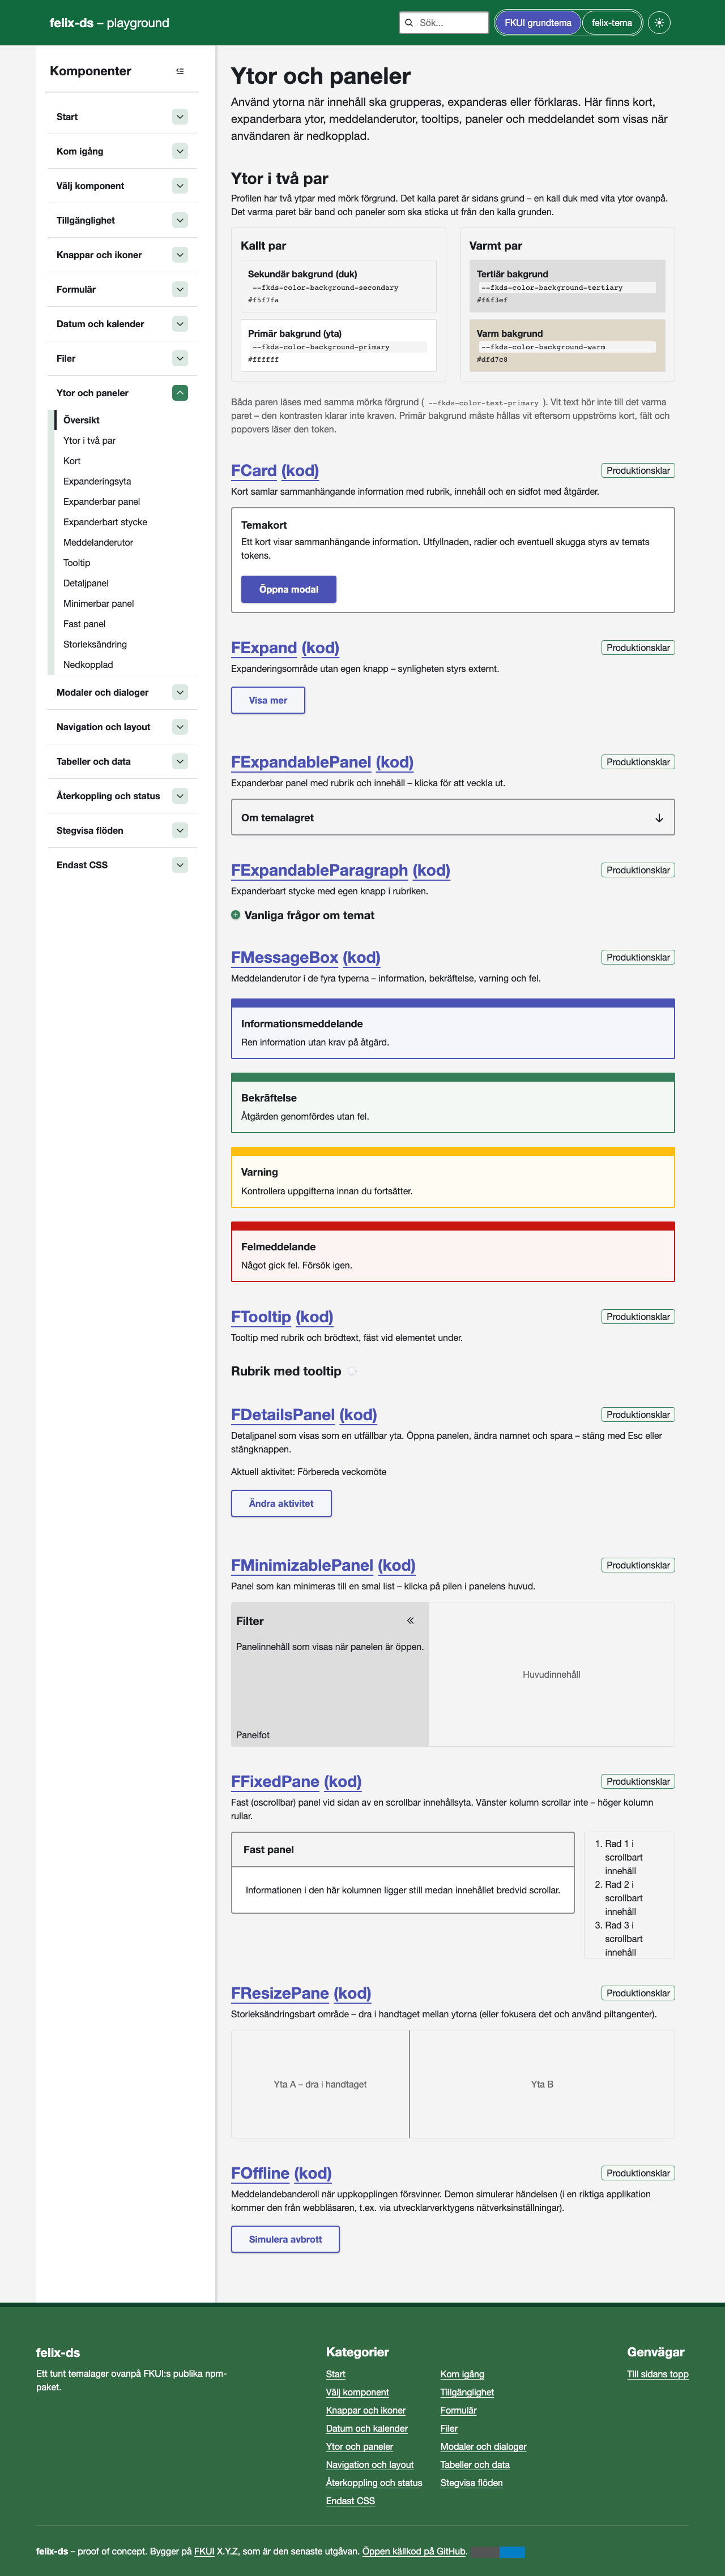 felix-ds – playground
Sök...
FKUI grundtema
felix-tema
Komponenter
Start
Kom igång
Välj komponent
Tillgänglighet
Knappar och ikoner
Formulär
Datum och kalender
Filer
Ytor och paneler
Översikt
Ytor i två par
Kort
Expanderingsyta
Expanderbar panel
Expanderbart stycke
Meddelanderutor
Tooltip
Detaljpanel
Minimerbar panel
Fast panel
Storleksändring
Nedkopplad
Modaler och dialoger
Navigation och layout
Tabeller och data
Återkoppling och status
Stegvisa flöden
Endast CSS
Ytor och paneler
Använd ytorna när innehåll ska grupperas, expanderas eller förklaras. Här finns kort,
expanderbara ytor, meddelanderutor, tooltips, paneler och meddelandet som visas när
användaren är nedkopplad.
Ytor i två par
Profilen har två ytpar med mörk förgrund. Det kalla paret är sidans grund – en kall duk med vita ytor ovanpå.
Det varma paret bär band och paneler som ska sticka ut från den kalla grunden.
Kallt par
Sekundär bakgrund (duk)
--fkds-color-background-secondary
#f5f7fa
Primär bakgrund (yta)
--fkds-color-background-primary
#ffffff
Varmt par
Tertiär bakgrund
--fkds-color-background-tertiary
#f6f3ef
Varm bakgrund
--fkds-color-background-warm
#dfd7c8
Båda paren läses med samma mörka förgrund ( --fkds-color-text-primary ). Vit text hör inte till det varma
paret – den kontrasten klarar inte kraven. Primär bakgrund måste hållas vit eftersom uppströms kort, fält och
popovers läser den token.
FCard (kod)
Produktionsklar
Kort samlar sammanhängande information med rubrik, innehåll och en sidfot med åtgärder.
Temakort
Ett kort visar sammanhängande information. Utfyllnaden, radier och eventuell skugga styrs av temats
tokens.
Öppna modal
FExpand (kod)
Produktionsklar
Expanderingsområde utan egen knapp – synligheten styrs externt.
Visa mer
FExpandablePanel (kod)
Produktionsklar
Expanderbar panel med rubrik och innehåll – klicka för att veckla ut.
Om temalagret
FExpandableParagraph (kod)
Produktionsklar
Expanderbart stycke med egen knapp i rubriken.
Vanliga frågor om temat
FMessageBox (kod)
Produktionsklar
Meddelanderutor i de fyra typerna – information, bekräftelse, varning och fel.
Informationsmeddelande
Ren information utan krav på åtgärd.
Bekräftelse
Åtgärden genomfördes utan fel.
Varning
Kontrollera uppgifterna innan du fortsätter.
Felmeddelande
Något gick fel. Försök igen.
FTooltip (kod)
Produktionsklar
Tooltip med rubrik och brödtext, fäst vid elementet under.
Rubrik med tooltip
FDetailsPanel (kod)
Produktionsklar
Detaljpanel som visas som en utfällbar yta. Öppna panelen, ändra namnet och spara – stäng med Esc eller
stängknappen.
Aktuell aktivitet: Förbereda veckomöte
Ändra aktivitet
FMinimizablePanel (kod)
Produktionsklar
Panel som kan minimeras till en smal list – klicka på pilen i panelens huvud.
Filter
Panelinnehåll som visas när panelen är öppen.
Panelfot
Huvudinnehåll
FFixedPane (kod)
Produktionsklar
Fast (oscrollbar) panel vid sidan av en scrollbar innehållsyta. Vänster kolumn scrollar inte – höger kolumn
rullar.
Fast panel
Informationen i den här kolumnen ligger still medan innehållet bredvid scrollar.
1. Rad 1 i
scrollbart
innehåll
2. Rad 2 i
scrollbart
innehåll
3. Rad 3 i
scrollbart
innehåll
FResizePane (kod)
Produktionsklar
Storleksändringsbart område – dra i handtaget mellan ytorna (eller fokusera det och använd piltangenter).
Yta A – dra i handtaget
Yta B
FOffline (kod)
Produktionsklar
Meddelandebanderoll när uppkopplingen försvinner. Demon simulerar händelsen (i en riktig applikation
kommer den från webbläsaren, t.ex. via utvecklarverktygens nätverksinställningar).
Simulera avbrott
felix-ds
Ett tunt temalager ovanpå FKUI:s publika npm-
paket.
Kategorier
Start
Kom igång
Välj komponent
Tillgänglighet
Knappar och ikoner
Formulär
Datum och kalender
Filer
Ytor och paneler
Modaler och dialoger
Navigation och layout
Tabeller och data
Återkoppling och status
Stegvisa flöden
Endast CSS
Genvägar
Till sidans topp
felix-ds – proof of concept. Bygger på FKUI X.Y.Z, som är den senaste utgåvan. Öppen källkod på GitHub.